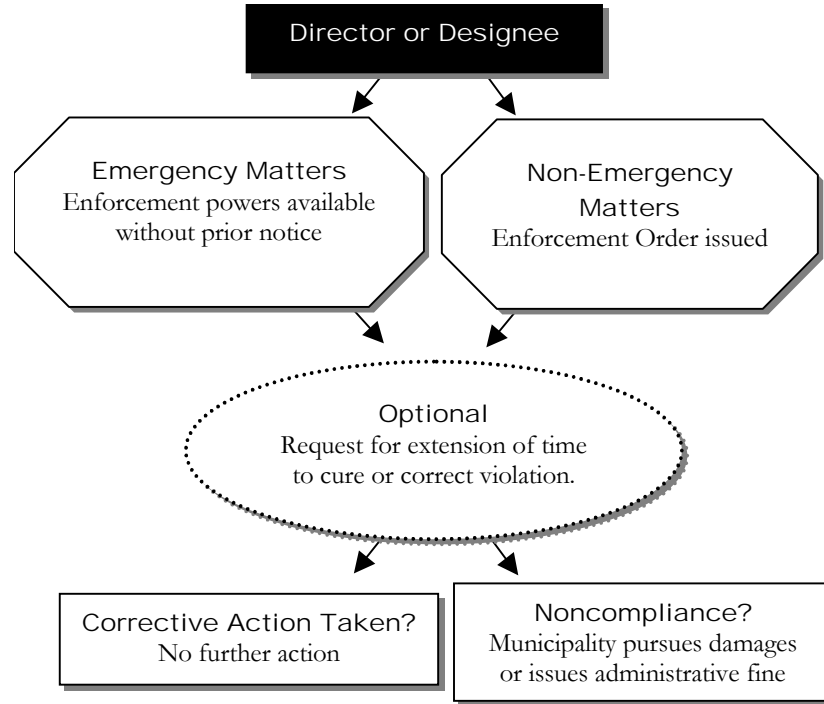 Director or Designee
Emergency Matters
Enforcement powers available
without prior notice
Non-Emergency
Matters
Enforcement Order issued
Optional
Request for extension of time
to cure or correct violation.
Corrective Action Taken?
No further action
Noncompliance?
Municipality pursues damages
or issues administrative fine